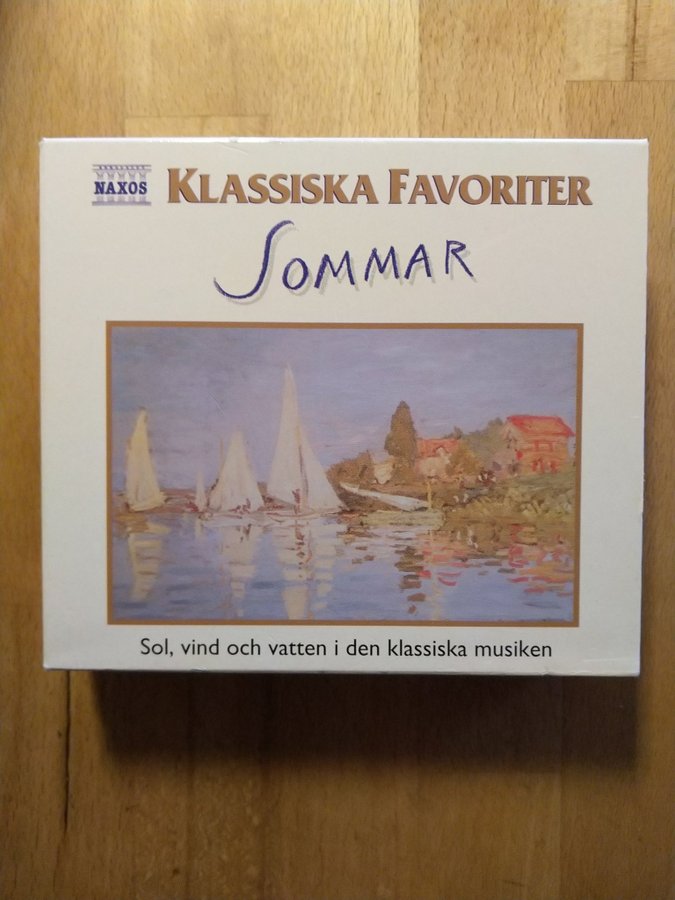 NAXOS KLASSISKA FAVORITER
SOMMAR
Sol, vind och vatten i den klassiska musiken